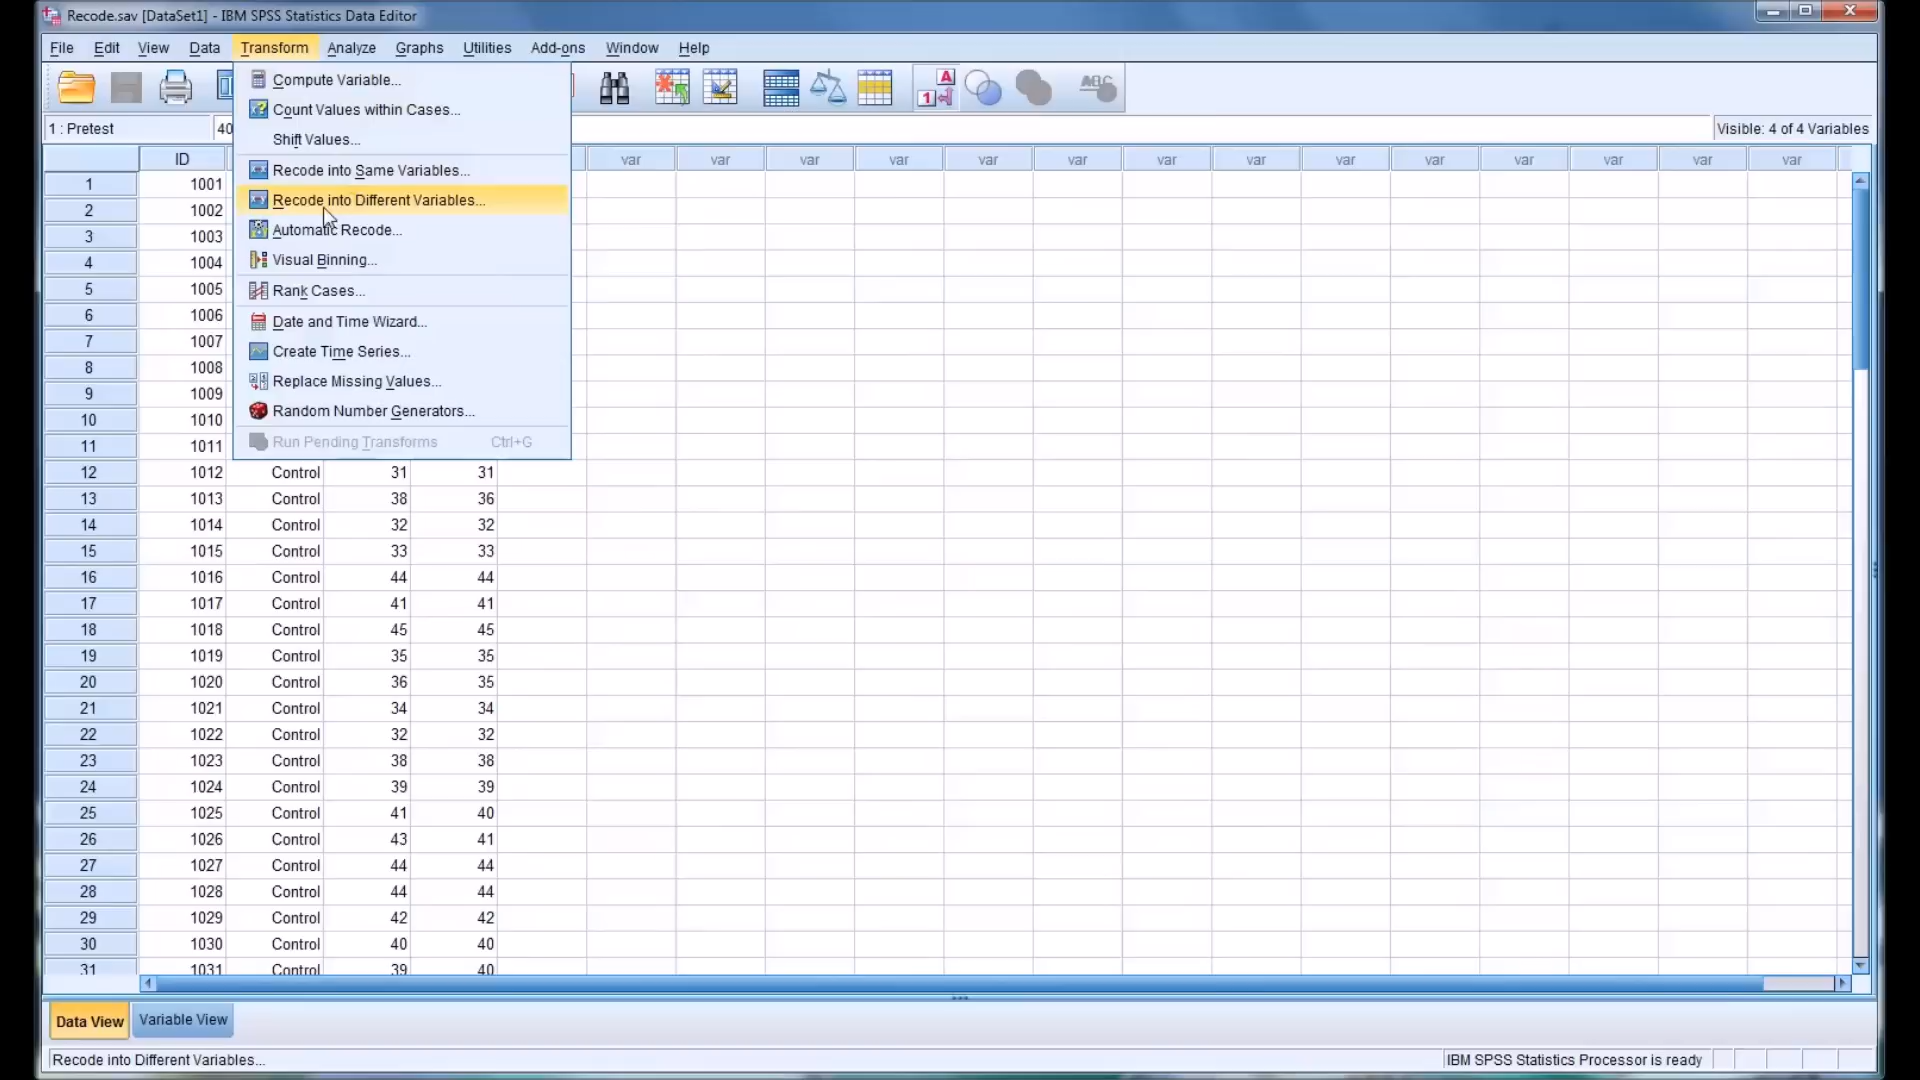 Recode.sav [DataSet1] - IBM SPSS Statistics Data Editor
File Edit View Data Transform Analyze Graphs Utilities Add-ons Window Help
Compute Variable...
Count Values within Cases...
Shift Values...
Recode into Same Variables...
Recode into Different Variables...
Automatic Recode...
Visual Binning...
Rank Cases...
Date and Time Wizard...
Create Time Series...
Replace Missing Values...
Random Number Generators...
Run Pending Transforms Ctrl+G
A
1
ABC
1 : Pretest 40 Visible: 4 of 4 Variables
ID var var var var var var var var var var var var var var
1 1001
2 1002
3 1003
4 1004
5 1005
6 1006
7 1007
8 1008
9 1009
10 1010
11 1011
12 1012 Control 31 31
13 1013 Control 38 36
14 1014 Control 32 32
15 1015 Control 33 33
16 1016 Control 44 44
17 1017 Control 41 41
18 1018 Control 45 45
19 1019 Control 35 35
20 1020 Control 36 35
21 1021 Control 34 34
22 1022 Control 32 32
23 1023 Control 38 38
24 1024 Control 39 39
25 1025 Control 41 40
26 1026 Control 43 41
27 1027 Control 44 44
28 1028 Control 44 44
29 1029 Control 42 42
30 1030 Control 40 40
31 1031 Control 39 40
Data View Variable View
Recode into Different Variables... IBM SPSS Statistics Processor is ready